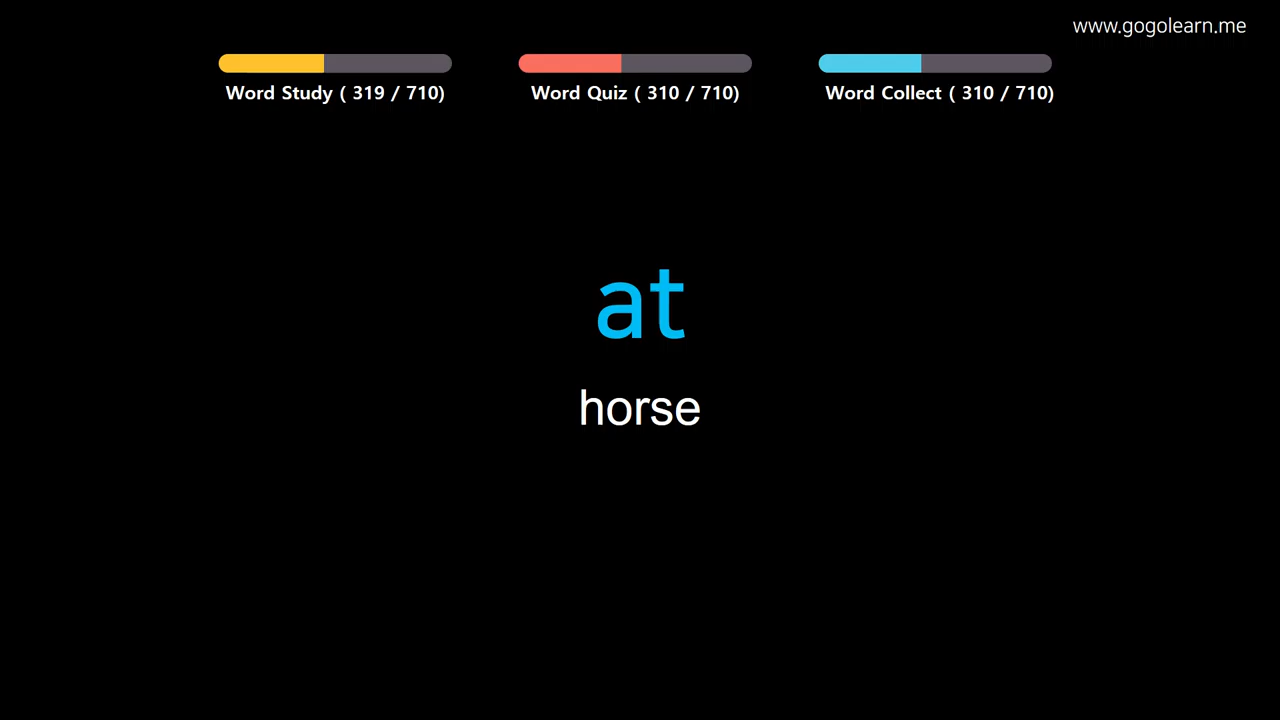 www.gogolearn.me
Word Study ( 319 / 710)
Word Quiz ( 310 / 710)
Word Collect ( 310 / 710)
at
horse